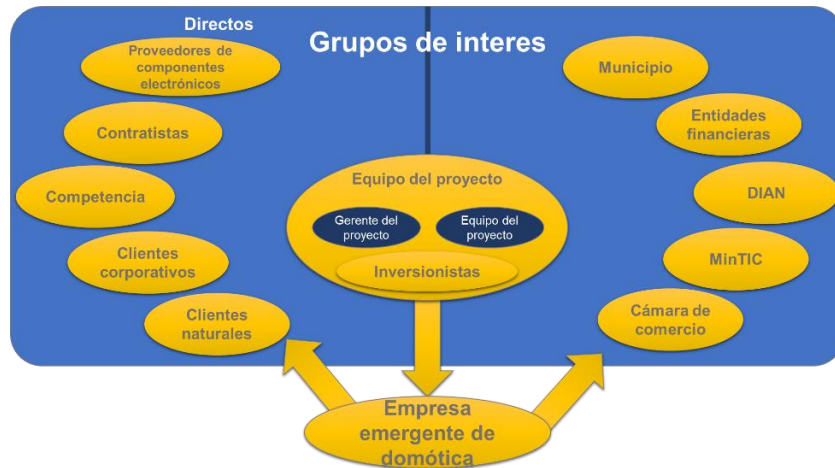 Directos
Grupos de interes
Proveedores de
componentes
electrónicos
Contratistas
Competencia
Clientes
corporativos
Clientes
naturales
Equipo del proyecto
Gerente del
proyecto
Equipo del
proyecto
Inversionistas
Municipio
Entidades
financieras
DIAN
MinTIC
Cámara de
comercio
Empresa
emergente de
domótica